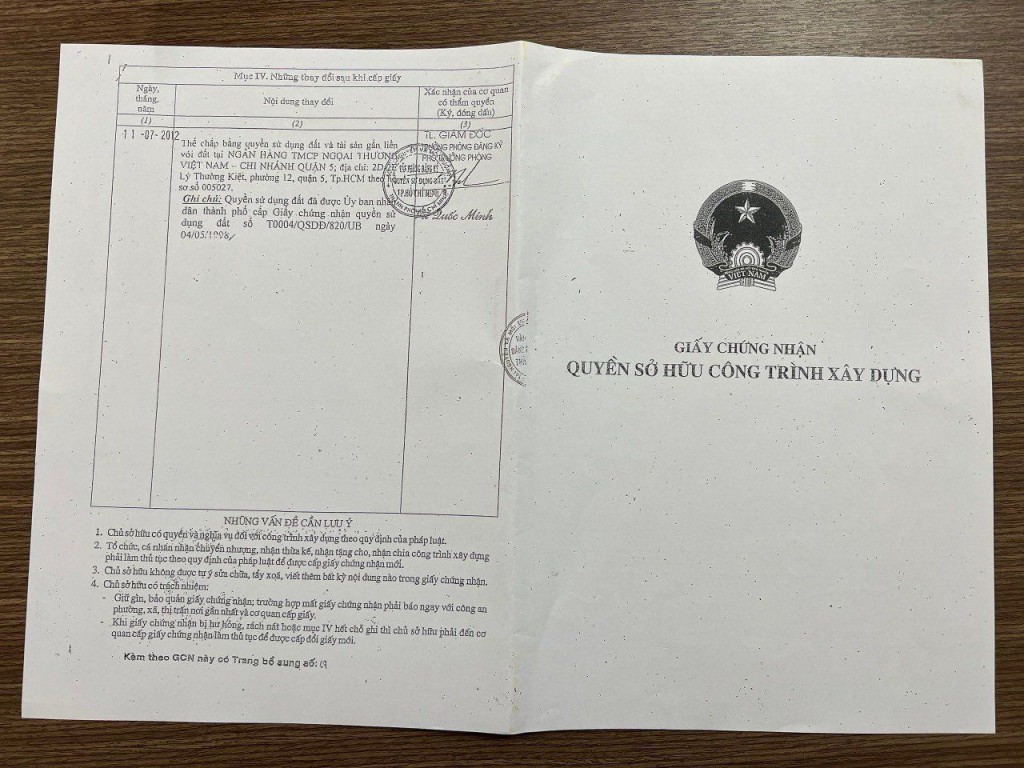 Mục IV. Những thay đổi sau khi cấp giấy
Ngày,
tháng,
năm
Nội dung thay đổi
Xác nhận của cơ quan
có thẩm quyền
(Ký, đóng dấu)
(1)
(2)
(3)
11-07-2012
Thế chấp bằng quyền sử dụng đất và tài sản gắn liền
với đất tại NGÂN HÀNG TMCP NGOẠI THƯƠNG
VIỆT NAM – CHI NHÁNH QUẬN 5; địa chỉ: 2D-2E
Lý Thường Kiệt, phường 12, quận 5, Tp.HCM theo
sơ số 005027.
Ghi chú: Quyền sử dụng đất đã được Ủy ban nhân
dân thành phố cấp Giấy chứng nhận quyền sử
dụng đất số T0004/QSDĐ/820/UB ngày
04/05/1998
TL. GIÁM ĐỐC
PHÒNG ĐĂNG KÝ
PHÒNG
QUYỀN SỬ DỤNG ĐẤT
TP.HỒ CHÍ MINH
Quốc Minh
NHỮNG VẤN ĐỀ CẦN LƯU Ý
1. Chủ sở hữu có quyền và nghĩa vụ đối với công trình xây dựng theo quy định của pháp luật.
2. Tổ chức, cá nhân nhận chuyển nhượng, nhận thừa kế, nhận tặng cho, nhận chia công trình xây dựng
phải làm thủ tục theo quy định của pháp luật để được cấp giấy chứng nhận mới.
3. Chủ sở hữu không được tự ý sửa chữa, tẩy xoá, viết thêm bất kỳ nội dung nào trong giấy chứng nhận.
4. Chủ sở hữu có trách nhiệm:
- Giữ gìn, bảo quản giấy chứng nhận; trường hợp mất giấy chứng nhận phải báo ngay với công an
phường, xã, thị trấn nơi gần nhất và cơ quan cấp giấy.
- Khi giấy chứng nhận bị hư hỏng, rách nát hoặc mục IV hết chỗ ghi thì chủ sở hữu phải đến cơ
quan cấp giấy chứng nhận làm thủ tục để được cấp đổi giấy mới.
Kèm theo GCN này có Trang bổ sung số:
VIỆT NAM
GIẤY CHỨNG NHẬN
QUYỀN SỞ HỮU CÔNG TRÌNH XÂY DỰNG